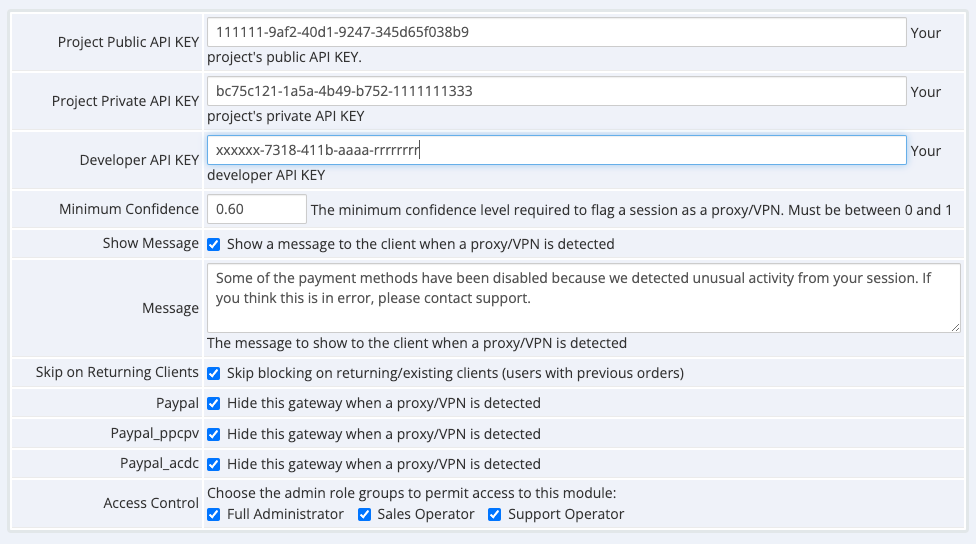 Project Public API KEY 111111-9af2-40d1-9247-345d65f038b9 Your
project's public API KEY.
Project Private API KEY bc75c121-1a5a-4b49-b752-1111111333 Your
project's private API KEY
Developer API KEY xxxxxx-7318-411b-aaaa-rrrrrrrr Your
developer API KEY
Minimum Confidence 0.60 The minimum confidence level required to flag a session as a proxy/VPN. Must be between 0 and 1
Show Message Show a message to the client when a proxy/VPN is detected
Some of the payment methods have been disabled because we detected unusual activity from your session. If
you think this is in error, please contact support.
Message
The message to show to the client when a proxy/VPN is detected
Skip on Returning Clients Skip blocking on returning/existing clients (users with previous orders)
Paypal Hide this gateway when a proxy/VPN is detected
Paypal_ppcpv Hide this gateway when a proxy/VPN is detected
Paypal_acdc Hide this gateway when a proxy/VPN is detected
Access Control Choose the admin role groups to permit access to this module:
Full Administrator Sales Operator Support Operator